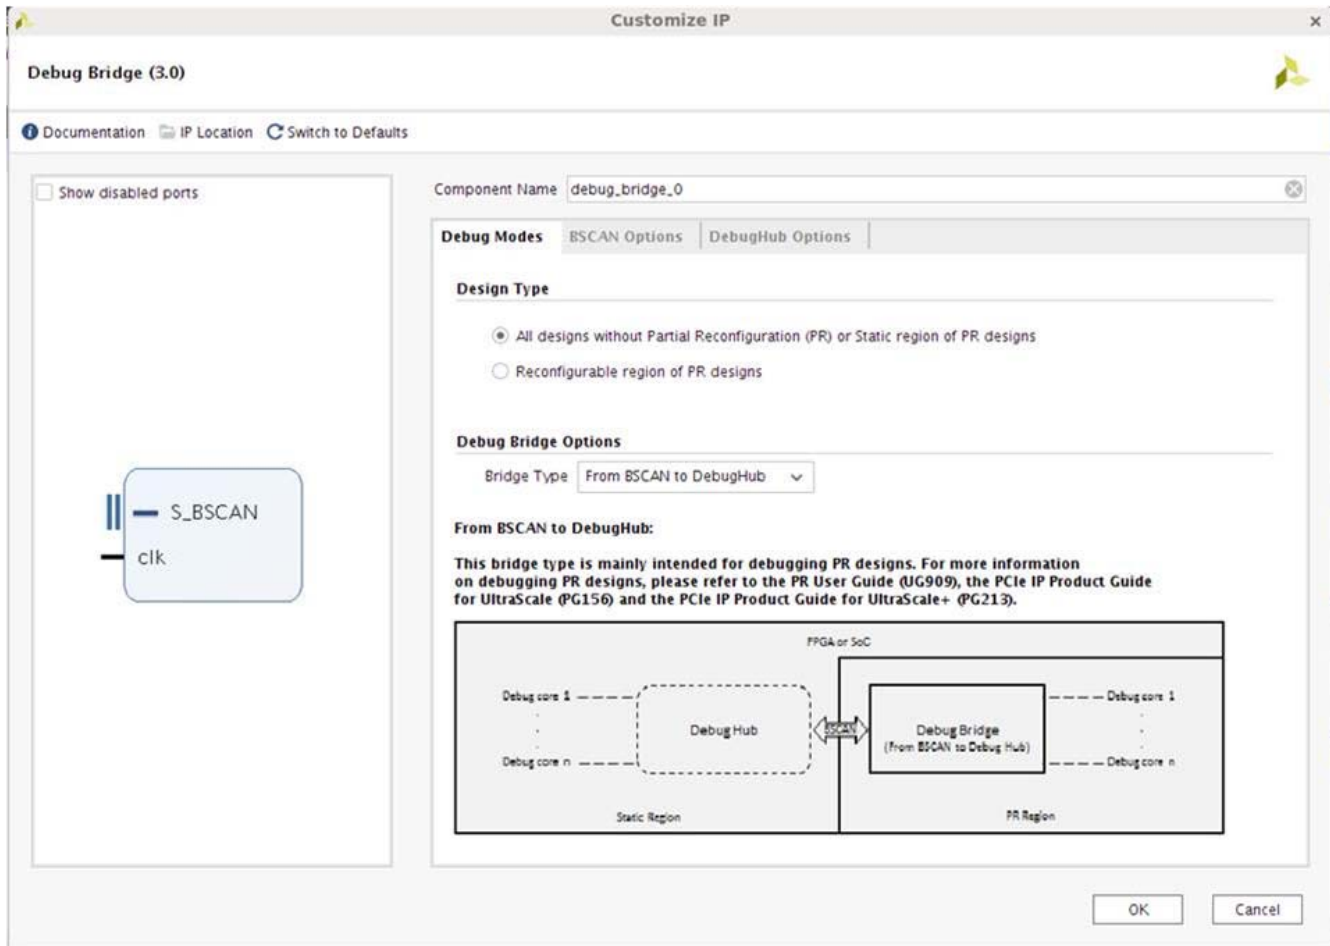 Customize IP
Debug Bridge (3.0)
Documentation IP Location Switch to Defaults
Show disabled ports
S_BSCAN
clk
Component Name debug_bridge_0
Debug Modes BSCAN Options DebugHub Options
Design Type
All designs without Partial Reconfiguration (PR) or Static region of PR designs
Reconfigurable region of PR designs
Debug Bridge Options
Bridge Type From BSCAN to DebugHub
From BSCAN to DebugHub:
This bridge type is mainly intended for debugging PR designs. For more information
on debugging PR designs, please refer to the PR User Guide (UG909), the PCIe IP Product Guide
for UltraScale (PG156) and the PCIe IP Product Guide for UltraScale+ (PG213).
FPGA or SoC
Debug core 1
Debug Hub
Debug core n
Static Region
BSCAN
Debug Bridge
(From BSCAN to Debug Hub)
Debug core 1
Debug core n
PR Region
OK Cancel